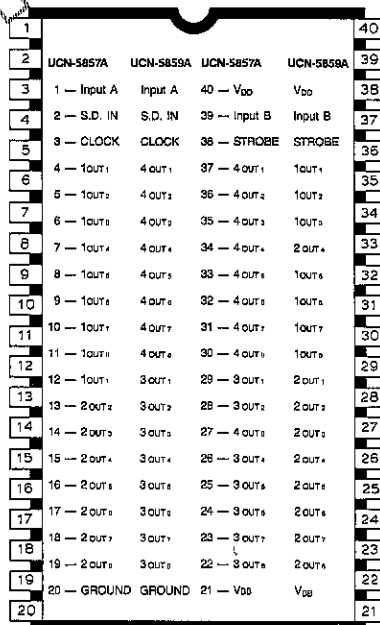 1
2
3
4
5
6
7
8
9
10
11
12
13
14
15
16
17
18
19
20
UCN-5857A UCN-5859A UCN-5857A UCN-5859A
1 — Input A Input A 40 — VDD VDD
2 — S.D. IN S.D. IN 39 — Input B Input B
3 — CLOCK CLOCK 38 — STROBE STROBE
4 — 1OUT1 4OUT1 37 — 4OUT1 1OUT1
5 — 1OUT2 4OUT2 36 — 4OUT2 1OUT2
6 — 1OUT3 4OUT3 35 — 4OUT3 1OUT3
7 — 1OUT4 4OUT4 34 — 4OUT4 2OUT4
8 — 1OUT5 4OUT5 33 — 4OUT5 1OUT5
9 — 1OUT6 4OUT6 32 — 4OUT6 1OUT6
10 — 1OUT7 4OUT7 31 — 4OUT7 1OUT7
11 — 1OUT8 4OUT8 30 — 4OUT8 1OUT8
12 — 1OUT1 3OUT1 29 — 3OUT1 2OUT1
13 — 2OUT2 3OUT2 28 — 3OUT2 2OUT2
14 — 2OUT3 3OUT3 27 — 4OUT3 2OUT3
15 — 2OUT4 3OUT4 26 — 3OUT4 2OUT4
16 — 2OUT5 3OUT5 25 — 3OUT5 2OUT5
17 — 2OUT6 3OUT6 24 — 3OUT6 2OUT6
18 — 2OUT7 3OUT7 23 — 3OUT7 2OUT7
19 — 2OUT8 3OUT8 22 — 3OUT8 2OUT8
20 — GROUND GROUND 21 — VBB VBB
40
39
38
37
36
35
34
33
32
31
30
29
28
27
26
25
24
23
22
21